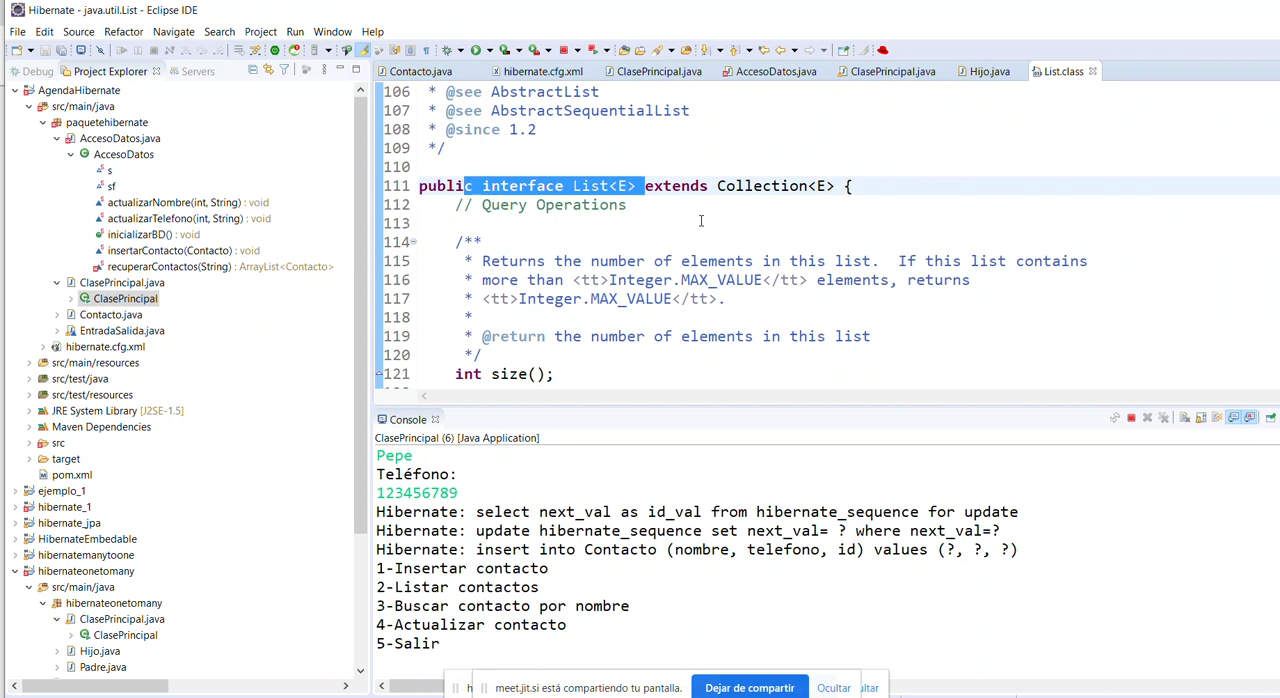 Hibernate - java.util.List - Eclipse IDE
File Edit Source Refactor Navigate Search Project Run Window Help
Debug Project Explorer Servers
AgendaHibernate
src/main/java
paquetehibernate
AccesoDatos.java
AccesoDatos
s
sf
actualizarNombre(int, String) : void
actualizarTelefono(int, String) : void
inicializarBD() : void
insertarContacto(Contacto) : void
recuperarContactos(String) : ArrayList<Contacto>
ClasePrincipal.java
ClasePrincipal
Contacto.java
EntradaSalida.java
hibernate.cfg.xml
src/main/resources
src/test/java
src/test/resources
JRE System Library [J2SE-1.5]
Maven Dependencies
src
target
pom.xml
ejemplo_1
hibernate_1
hibernate_jpa
HibernateEmbedable
hibernatemanytoone
hibernateonetomany
src/main/java
hibernateonetomany
ClasePrincipal.java
ClasePrincipal
Hijo.java
Padre.java
Contacto.java hibernate.cfg.xml ClasePrincipal.java AccesoDatos.java ClasePrincipal.java Hijo.java List.class
106 * @see AbstractList
107 * @see AbstractSequentialList
108 * @since 1.2
109 */
110
111 public interface List<E> extends Collection<E> {
112 // Query Operations
113
114 /**
115 * Returns the number of elements in this list. If this list contains
116 * more than <tt>Integer.MAX_VALUE</tt> elements, returns
117 * <tt>Integer.MAX_VALUE</tt>.
118 *
119 * @return the number of elements in this list
120 */
121 int size();
Console
ClasePrincipal (6) [Java Application]
Pepe
Teléfono:
123456789
Hibernate: select next_val as id_val from hibernate_sequence for update
Hibernate: update hibernate_sequence set next_val= ? where next_val=?
Hibernate: insert into Contacto (nombre, telefono, id) values (?, ?, ?)
1-Insertar contacto
2-Listar contactos
3-Buscar contacto por nombre
4-Actualizar contacto
5-Salir
h meet.jit.si está compartiendo tu pantalla. Dejar de compartir Ocultar ultar